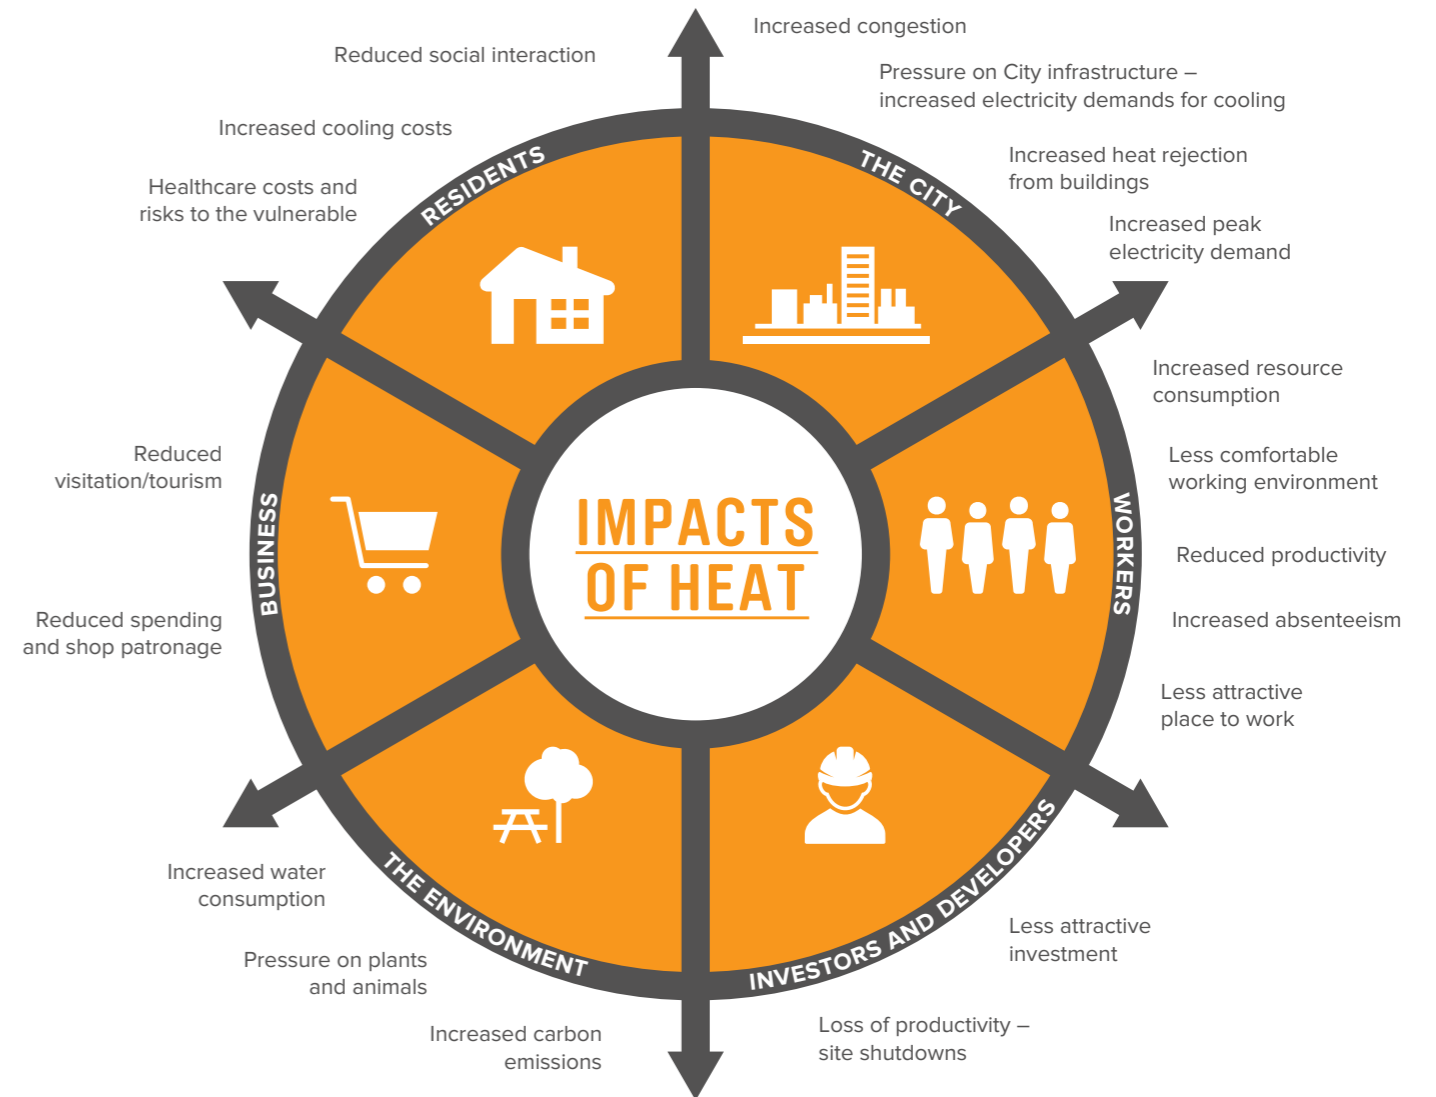 IMPACTS
OF HEAT
THE CITY
Increased congestion
Pressure on City infrastructure –
increased electricity demands for cooling
Increased heat rejection
from buildings
Increased peak
electricity demand
WORKERS
Increased resource
consumption
Less comfortable
working environment
Reduced productivity
Increased absenteeism
Less attractive
place to work
INVESTORS AND DEVELOPERS
Less attractive
investment
Loss of productivity –
site shutdowns
THE ENVIRONMENT
Increased water
consumption
Pressure on plants
and animals
Increased carbon
emissions
BUSINESS
Reduced
visitation/tourism
Reduced spending
and shop patronage
RESIDENTS
Reduced social interaction
Increased cooling costs
Healthcare costs and
risks to the vulnerable